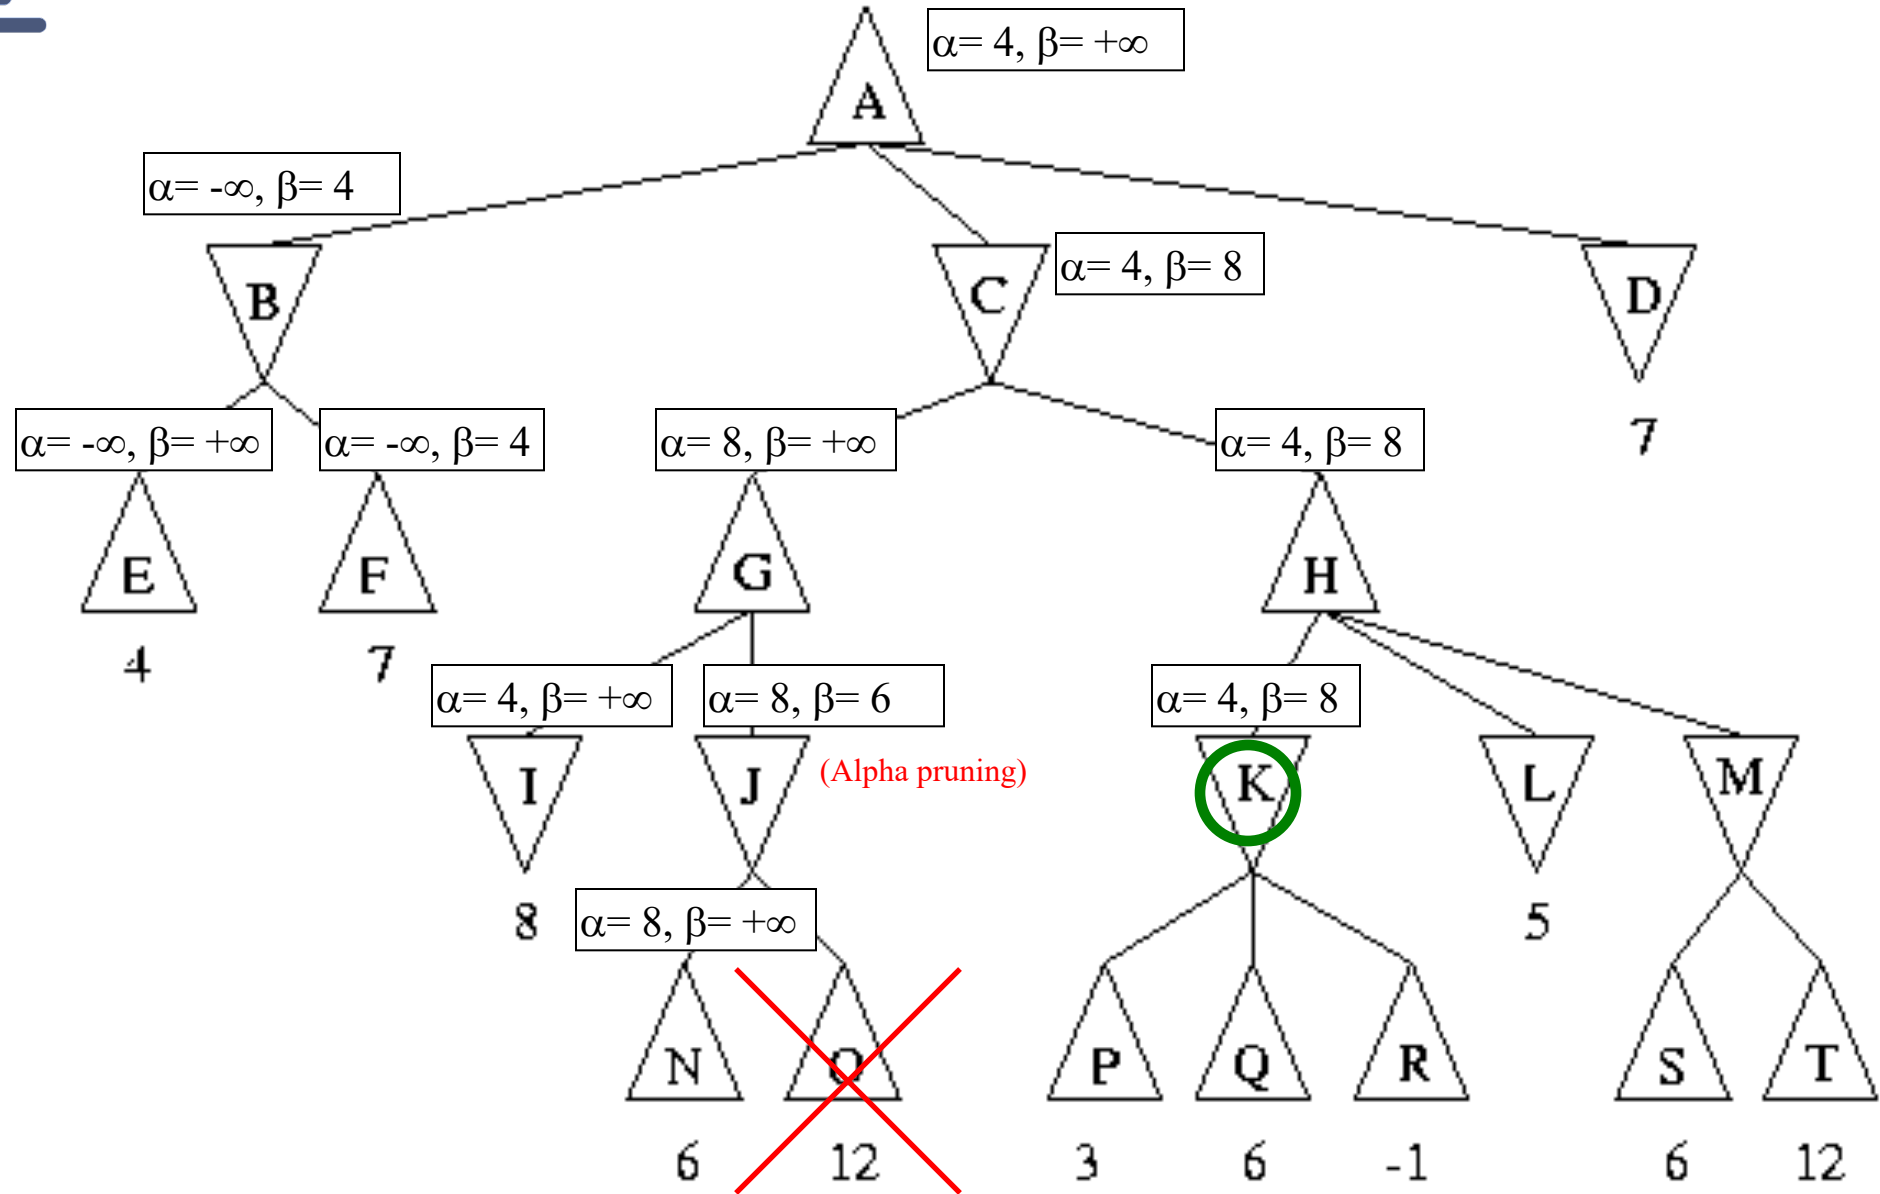 α= 4, β= +∞
A
α= -∞, β= 4
B
C
α= 4, β= 8
D
7
α= -∞, β= +∞
α= -∞, β= 4
α= 8, β= +∞
α= 4, β= 8
E
F
G
H
4
7
α= 4, β= +∞
α= 8, β= 6
α= 4, β= 8
I
J
(Alpha pruning)
K
L
M
8
α= 8, β= +∞
5
N
O
P
Q
R
S
T
6
12
3
6
-1
6
12